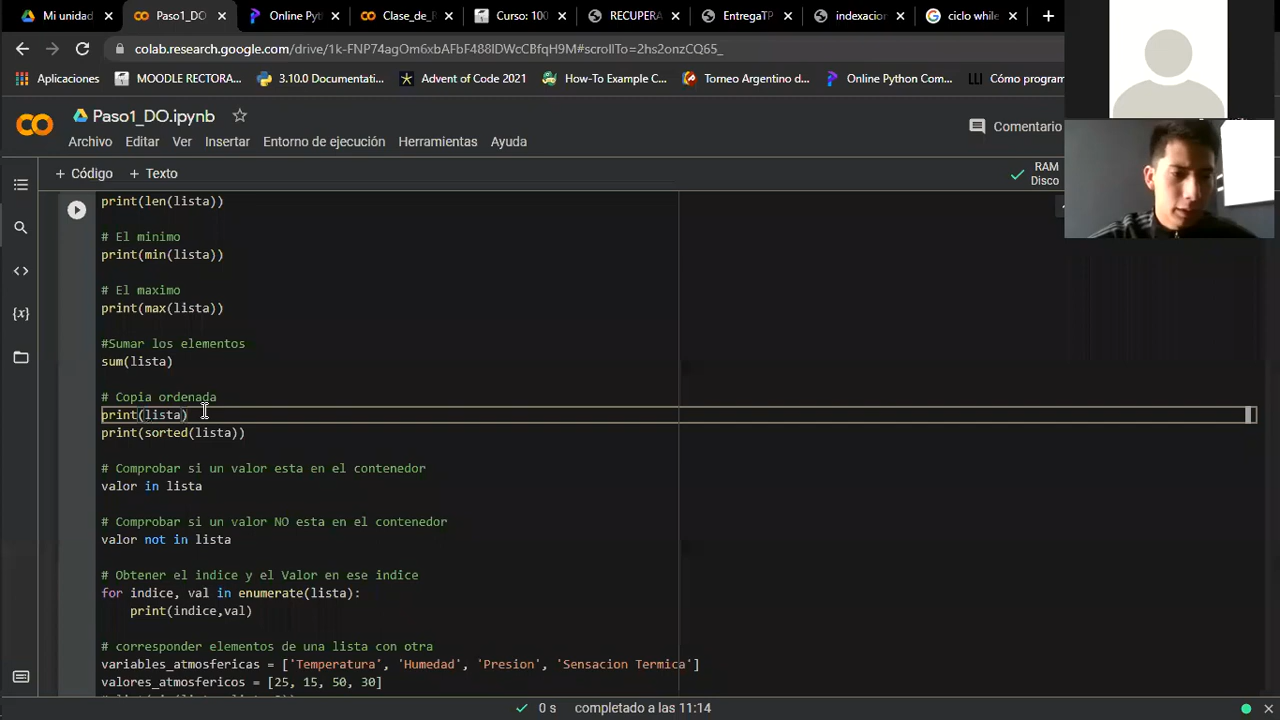 Mi unidad
Paso1_DO
Online Pyt
Clase_de_
Curso: 100
RECUPERA
EntregaTP
indexacior
ciclo while
colab.research.google.com/drive/1k-FNP74agOm6xbAFbF488IDWcCBfqH9M#scrollTo=2hs2onzCQ65_
Aplicaciones
MOODLE RECTORA...
3.10.0 Documentati...
Advent of Code 2021
How-To Example C...
Torneo Argentino d...
Online Python Com...
Cómo program
Paso1_DO.ipynb
Comentario
Archivo Editar Ver Insertar Entorno de ejecución Herramientas Ayuda
+ Código + Texto
RAM
Disco
print(len(lista))
# El minimo
print(min(lista))
# El maximo
print(max(lista))
#Sumar los elementos
sum(lista)
# Copia ordenada
print(lista)
print(sorted(lista))
# Comprobar si un valor esta en el contenedor
valor in lista
# Comprobar si un valor NO esta en el contenedor
valor not in lista
# Obtener el indice y el Valor en ese indice
for indice, val in enumerate(lista):
print(indice,val)
# corresponder elementos de una lista con otra
variables_atmosfericas = ['Temperatura', 'Humedad', 'Presion', 'Sensacion Termica']
valores_atmosfericos = [25, 15, 50, 30]
0 s completado a las 11:14